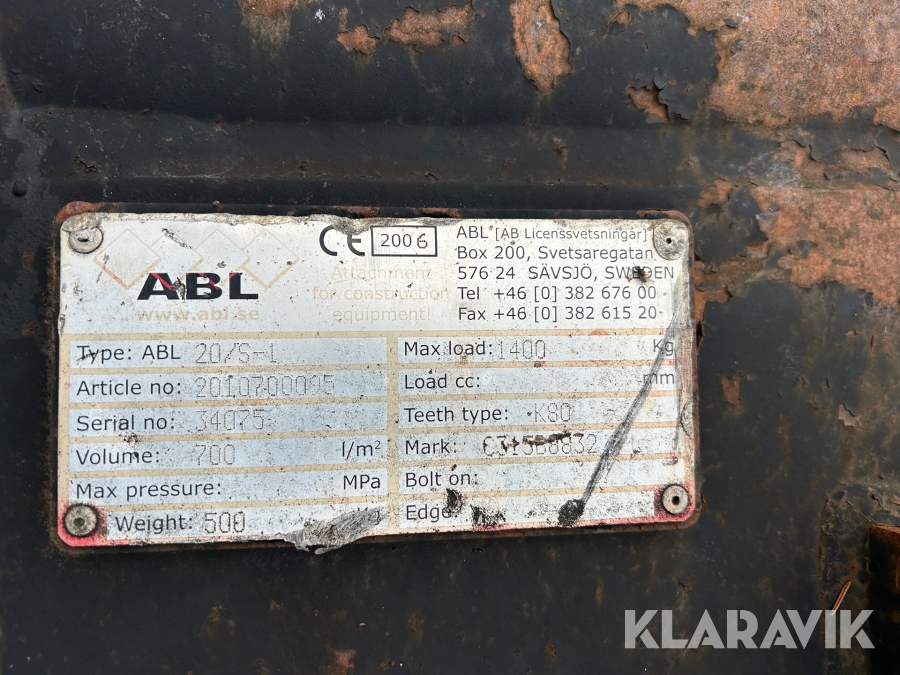 ABL
www.abl.se
CE 2006
Attachment
for construction
equipment!
ABL [AB Licenssvetsningar]
Box 200, Svetsaregatan
576 24 SÄVSJÖ, SWEDEN
Tel +46 [0] 382 676 00
Fax +46 [0] 382 615 20
Type: ABL 20/S-1
Article no: 2010700095
Serial no: 34075
Volume: 700 l/m²
Max pressure: MPa
Weight: 500
Max load: 1400 Kg
Load cc: mm
Teeth type: K80
Mark:
Bolt on:
Edge:
KLARAVIK